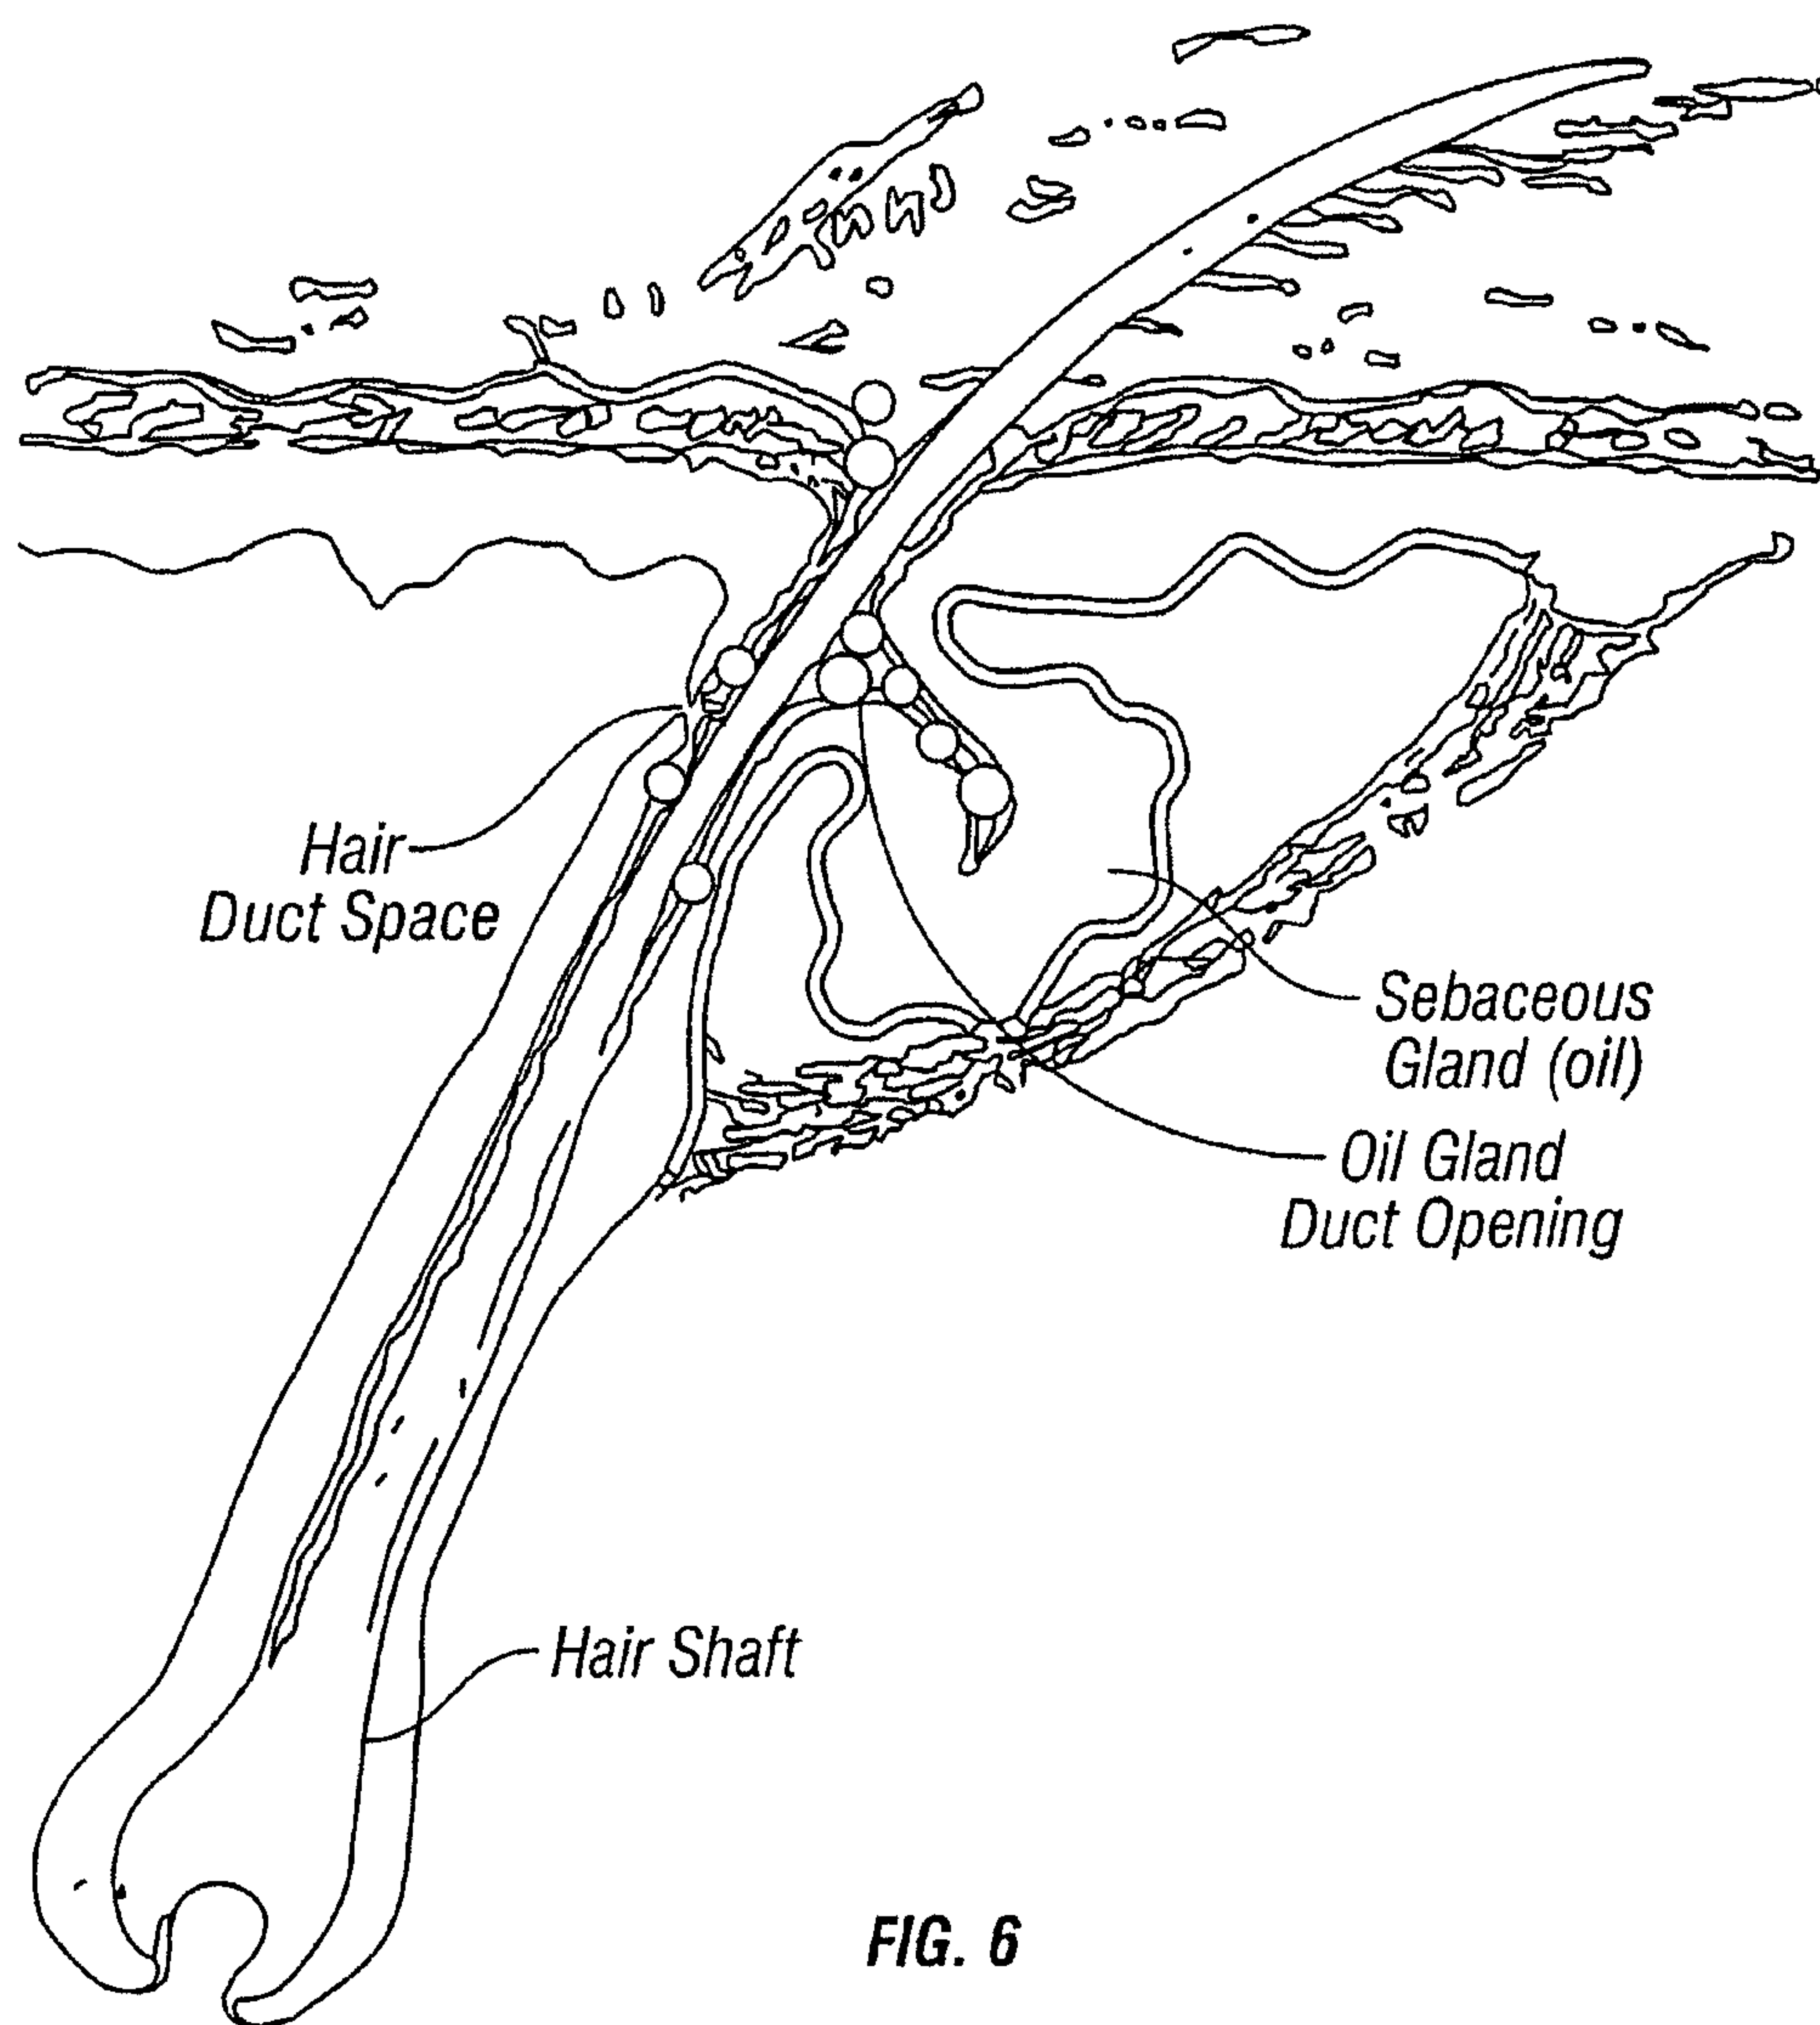 Hair
Duct Space
Sebaceous
Gland (oil)
Oil Gland
Duct Opening
Hair Shaft
FIG. 6